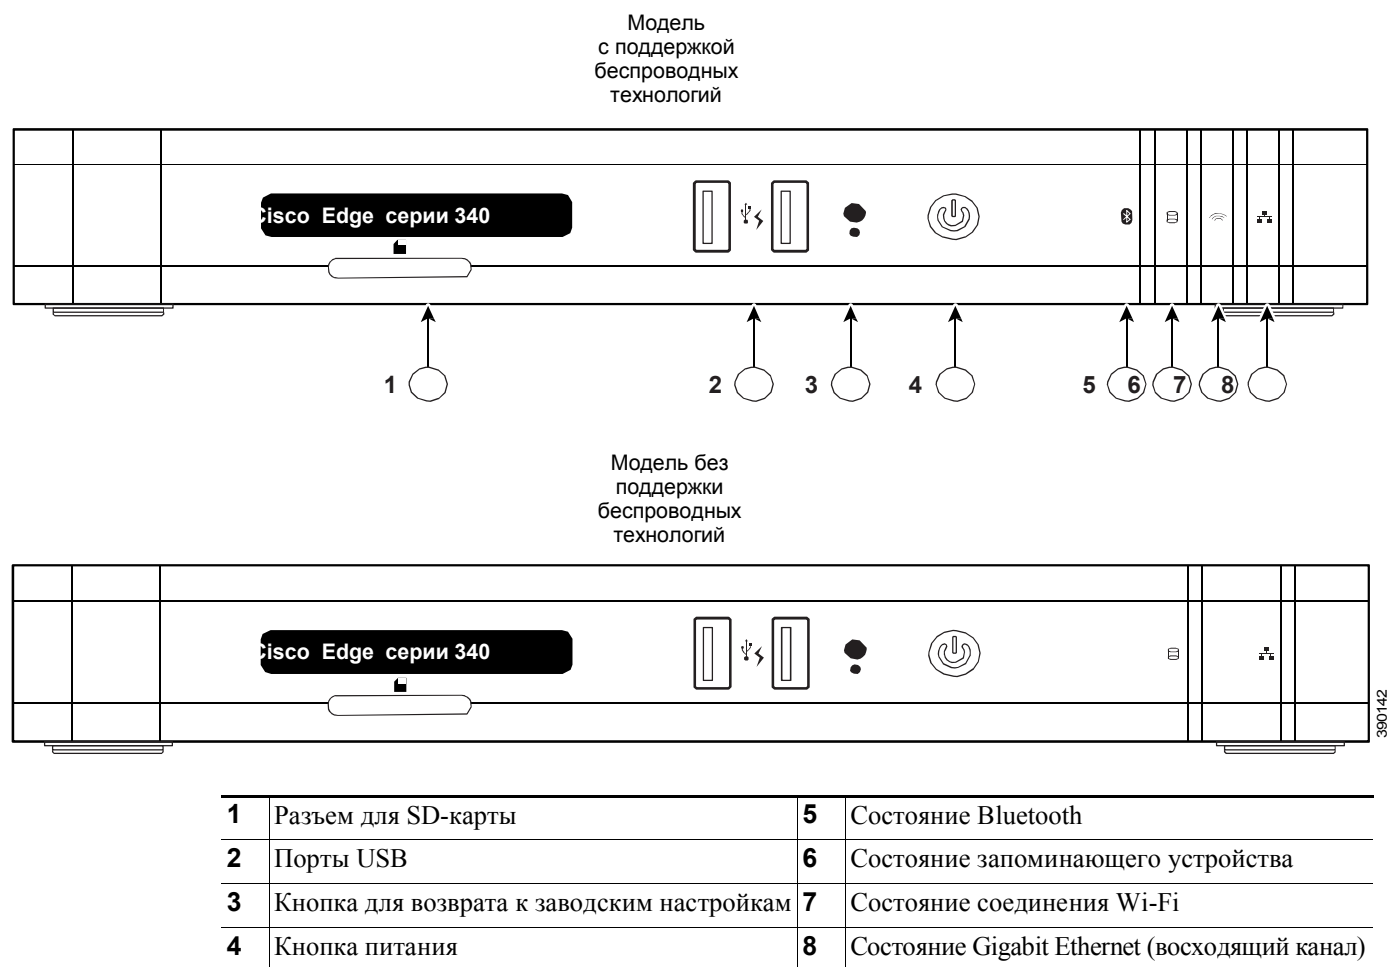 Модель
с поддержкой
беспроводных
технологий
Cisco Edge серии 340
1 2 3 4 5 6 7 8
Модель без
поддержки
беспроводных
технологий
Cisco Edge серии 340
390142
1 Разъем для SD-карты 5 Состояние Bluetooth
2 Порты USB 6 Состояние запоминающего устройства
3 Кнопка для возврата к заводским настройкам 7 Состояние соединения Wi-Fi
4 Кнопка питания 8 Состояние Gigabit Ethernet (восходящий канал)